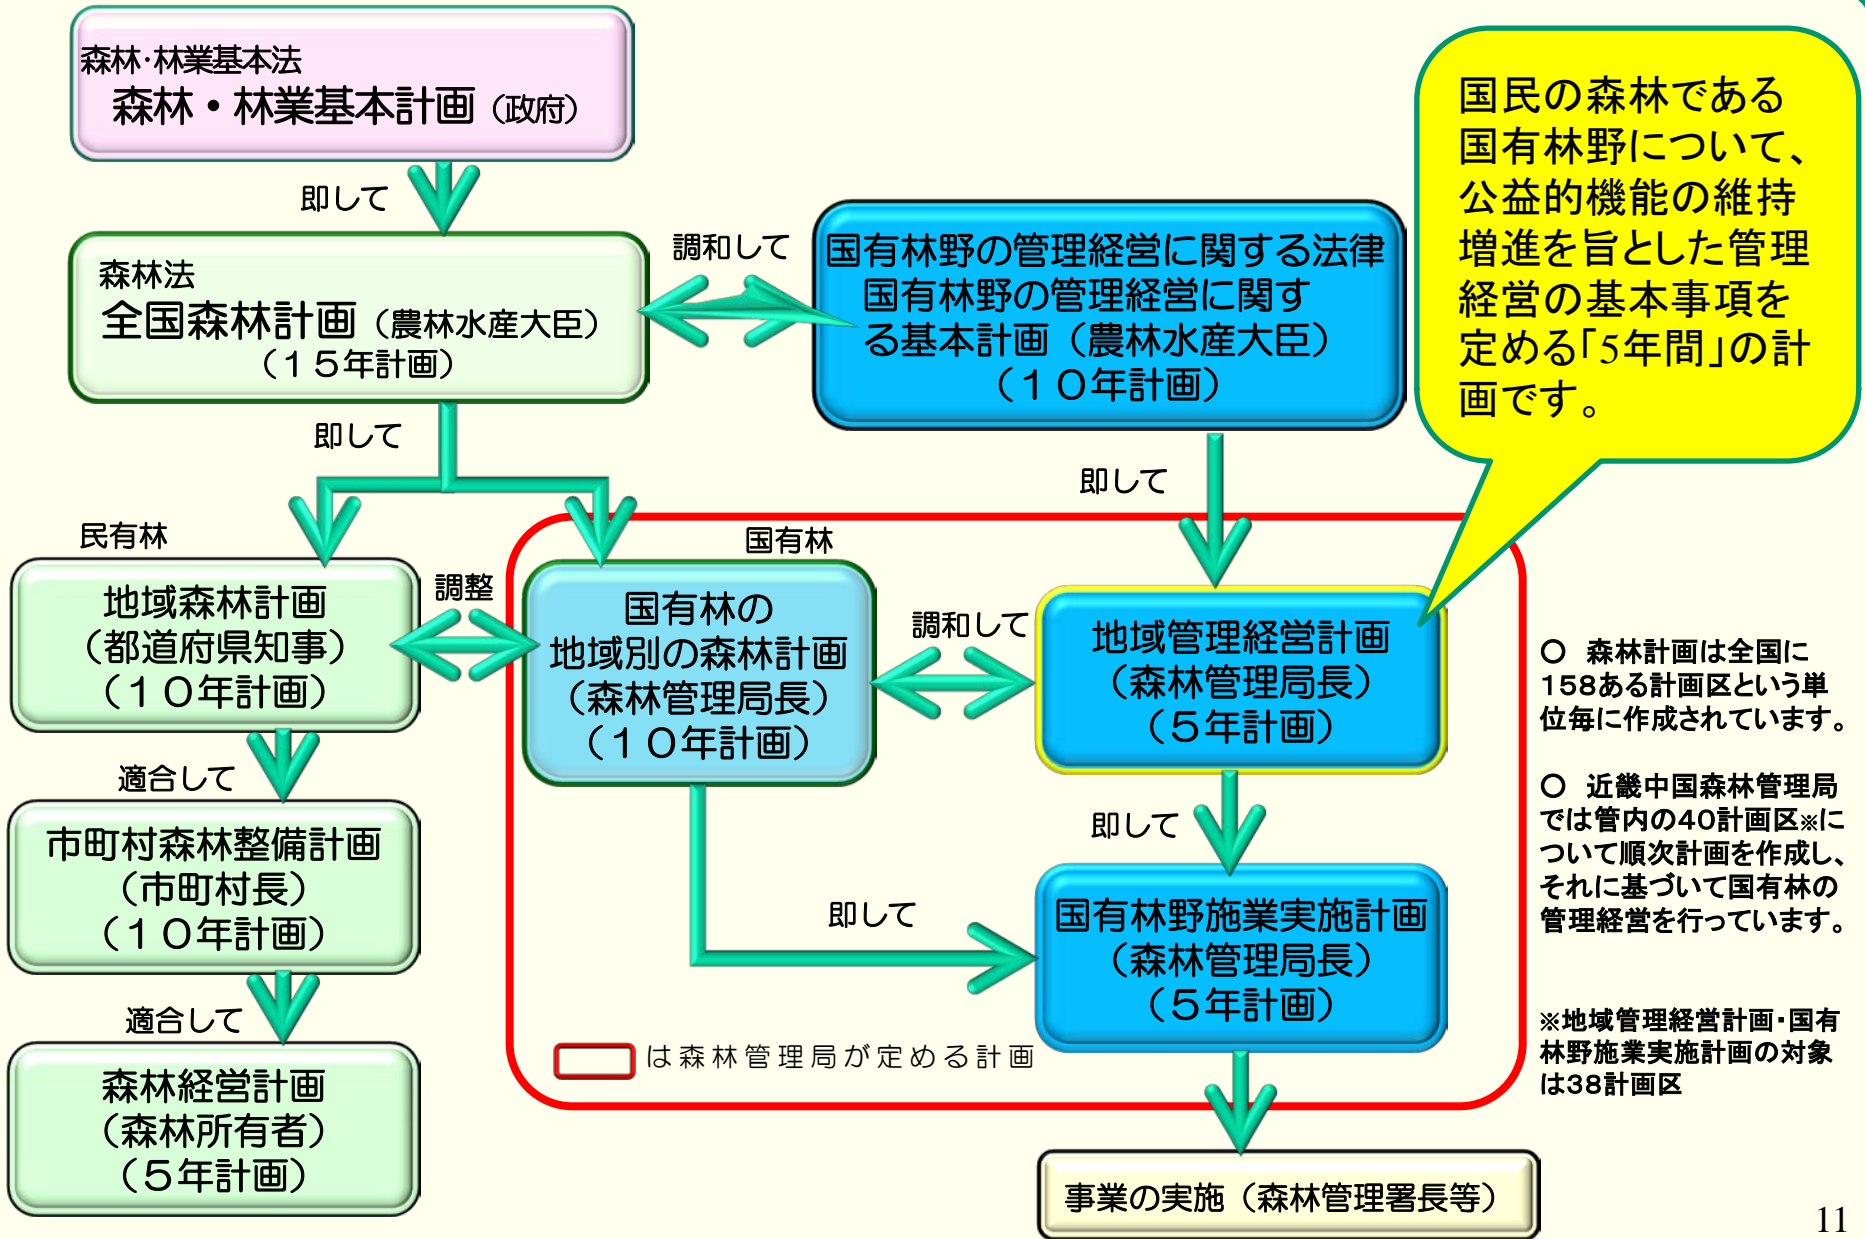 森林・林業基本法
森林・林業基本計画（政府）
即して
森林法
全国森林計画（農林水産大臣）
（１５年計画）
調和して
国有林野の管理経営に関する法律
国有林野の管理経営に関す
る基本計画（農林水産大臣）
（１０年計画）
国民の森林である
国有林野について、
公益的機能の維持
増進を旨とした管理
経営の基本事項を
定める「5年間」の計
画です。
即して
即して
民有林
国有林
地域森林計画
（都道府県知事）
（１０年計画）
調整
国有林の
地域別の森林計画
（森林管理局長）
（１０年計画）
調和して
地域管理経営計画
（森林管理局長）
（５年計画）
適合して
市町村森林整備計画
（市町村長）
（１０年計画）
即して
即して
国有林野施業実施計画
（森林管理局長）
（５年計画）
適合して
森林経営計画
（森林所有者）
（５年計画）
は森林管理局が定める計画
事業の実施（森林管理署長等）
○　森林計画は全国に
158ある計画区という単
位毎に作成されています。
○　近畿中国森林管理局
では管内の40計画区※に
ついて順次計画を作成し、
それに基づいて国有林の
管理経営を行っています。
※地域管理経営計画・国有
林野施業実施計画の対象
は38計画区
11